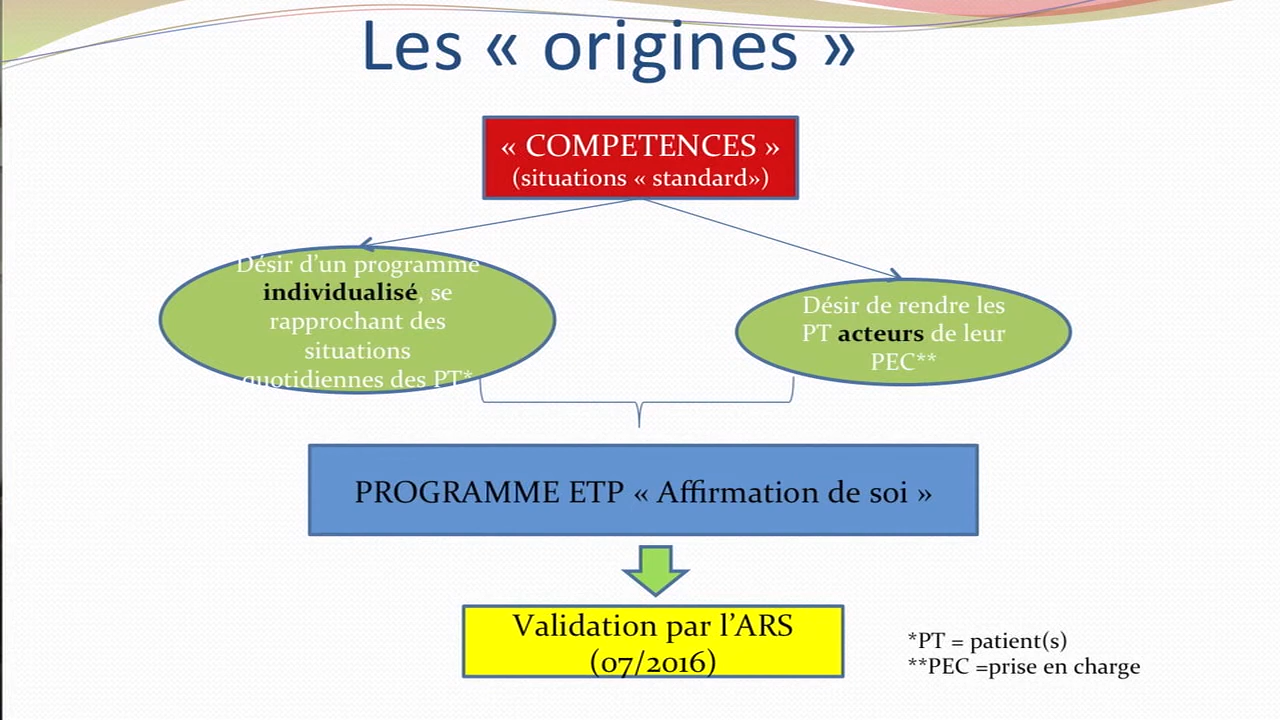 Les « origines »
« COMPETENCES »
(situations « standard»)
Désir d’un programme
individualisé, se
rapprochant des
situations
quotidiennes des PT*
Désir de rendre les
PT acteurs de leur
PEC**
PROGRAMME ETP « Affirmation de soi »
Validation par l’ARS
(07/2016)
*PT = patient(s)
**PEC =prise en charge